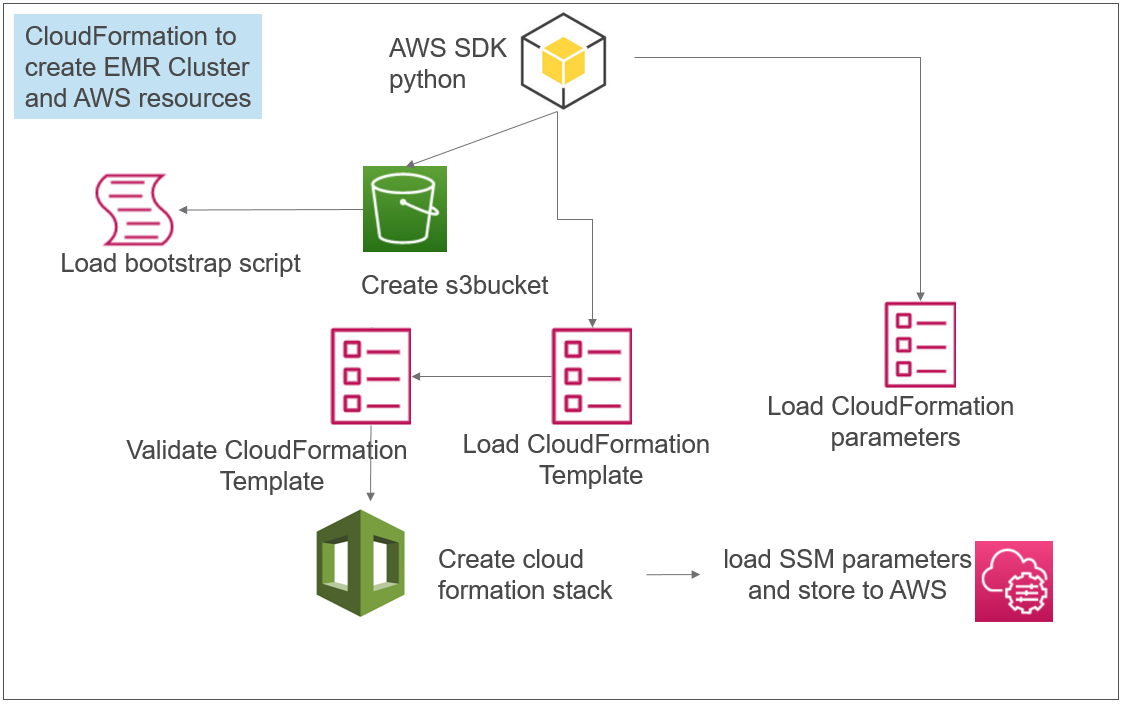 CloudFormation to
create EMR Cluster
and AWS resources
AWS SDK
python
Load bootstrap script
Create s3bucket
Load CloudFormation
parameters
Validate CloudFormation
Template
Load CloudFormation
Template
Create cloud
formation stack
load SSM parameters
and store to AWS